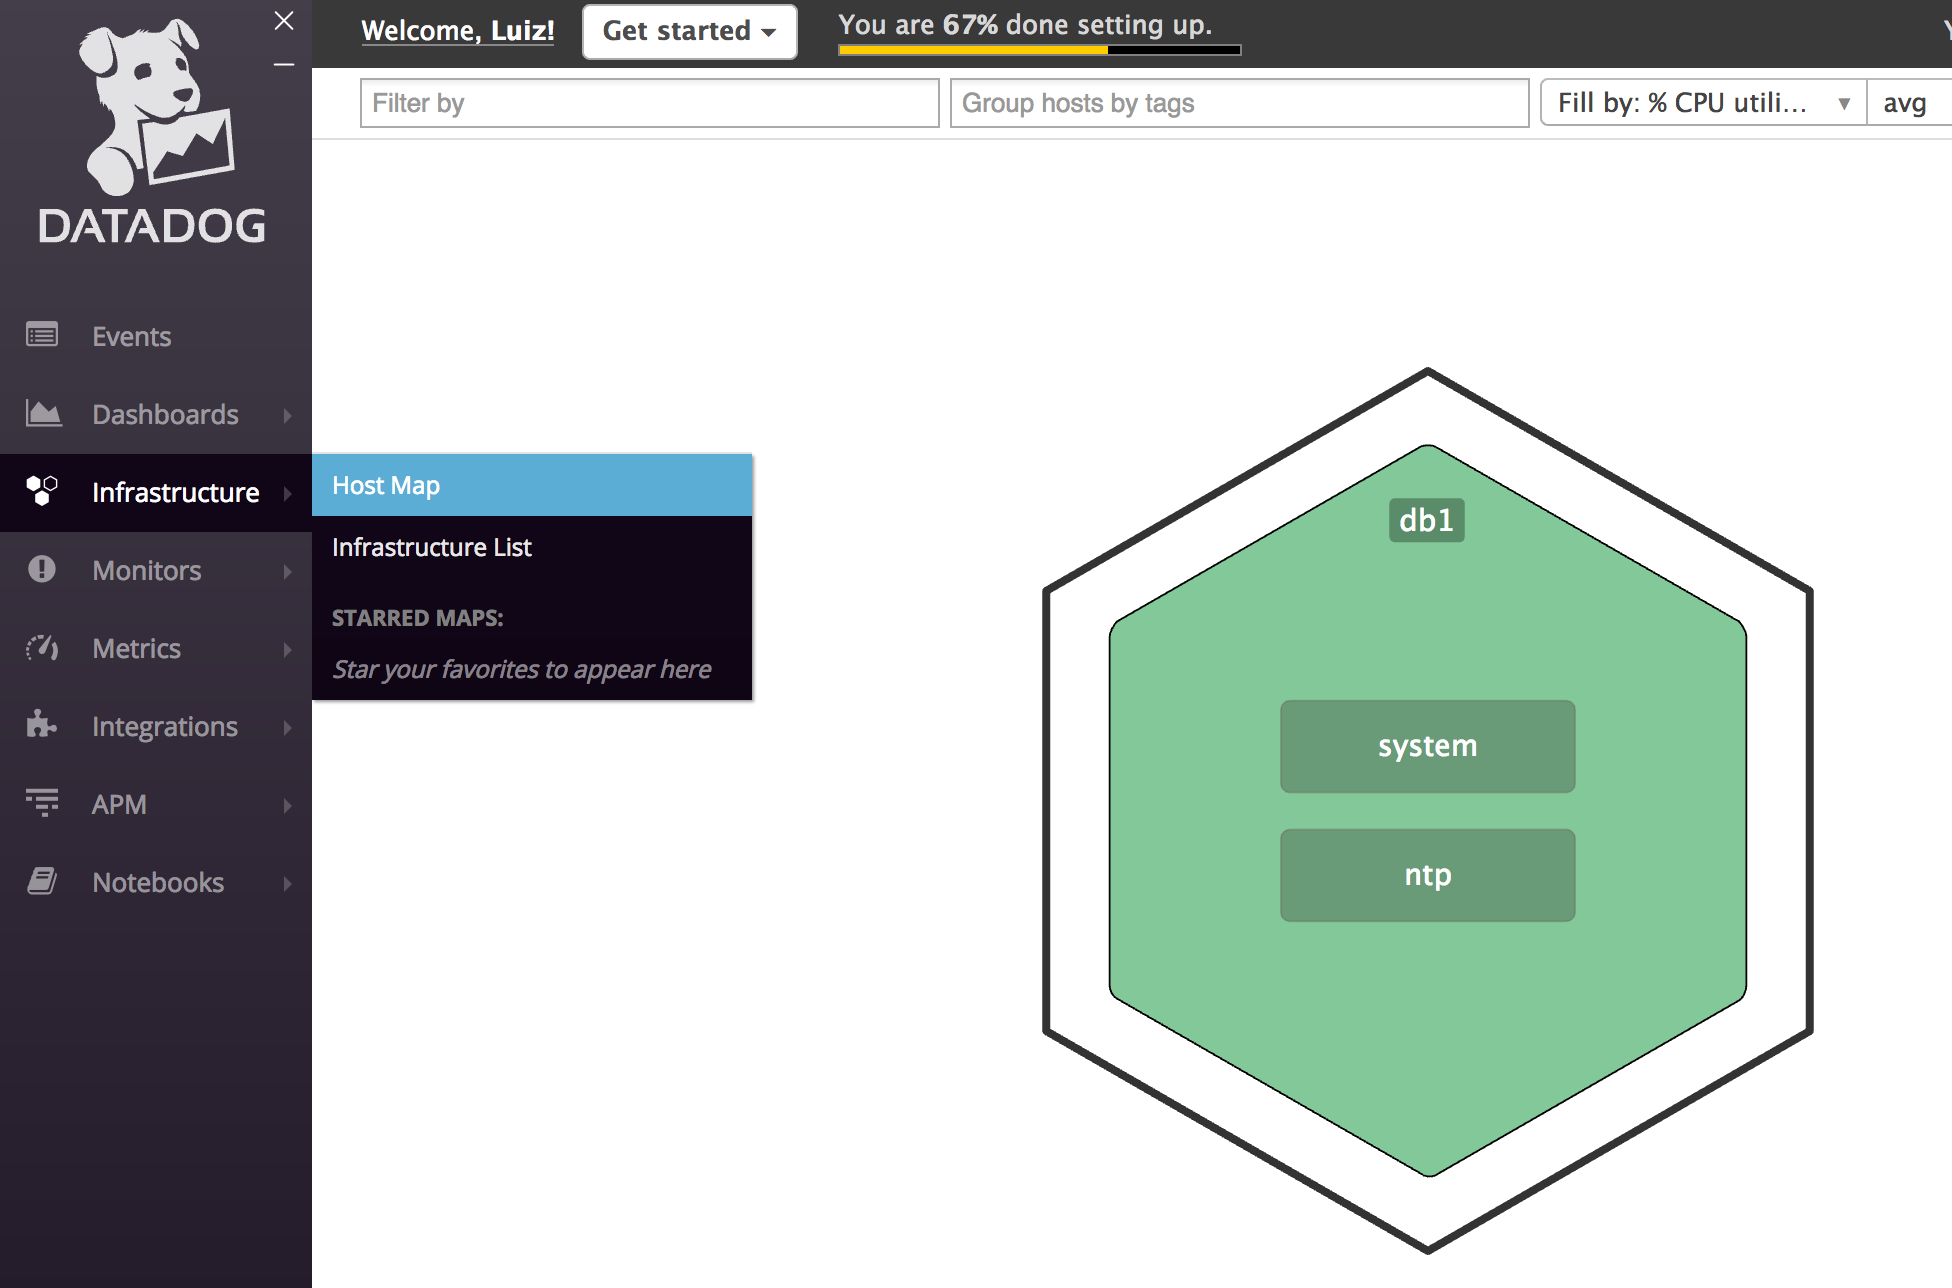 DATADOG
Events
Dashboards
Infrastructure
Monitors
Metrics
Integrations
APM
Notebooks
Welcome, Luiz!
Get started
You are 67% done setting up.
Filter by
Group hosts by tags
Fill by: % CPU utili...
avg
Host Map
Infrastructure List
STARRED MAPS:
Star your favorites to appear here
db1
system
ntp